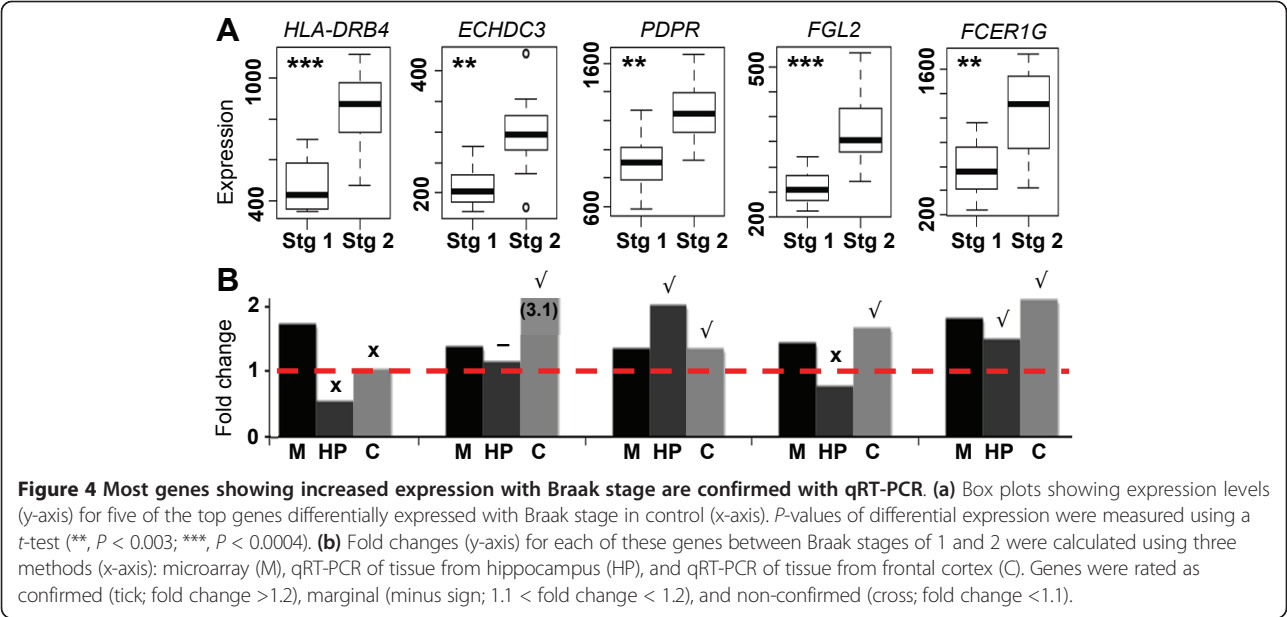 A
HLA-DRB4 ECHDC3 PDPR FGL2 FCER1G
Expression
1000
400
***
Stg 1 Stg 2
400
200
**
Stg 1 Stg 2
1600
600
**
Stg 1 Stg 2
500
200
***
Stg 1 Stg 2
1600
200
**
Stg 1 Stg 2
B
Fold change
2
1
0
x x
– √
(3.1)
√ √
x √
√ √
M HP C M HP C M HP C M HP C M HP C
Figure 4 Most genes showing increased expression with Braak stage are confirmed with qRT-PCR. (a) Box plots showing expression levels
(y-axis) for five of the top genes differentially expressed with Braak stage in control (x-axis). P-values of differential expression were measured using a
t-test (**, P < 0.003; ***, P < 0.0004). (b) Fold changes (y-axis) for each of these genes between Braak stages of 1 and 2 were calculated using three
methods (x-axis): microarray (M), qRT-PCR of tissue from hippocampus (HP), and qRT-PCR of tissue from frontal cortex (C). Genes were rated as
confirmed (tick; fold change >1.2), marginal (minus sign; 1.1 < fold change < 1.2), and non-confirmed (cross; fold change <1.1).